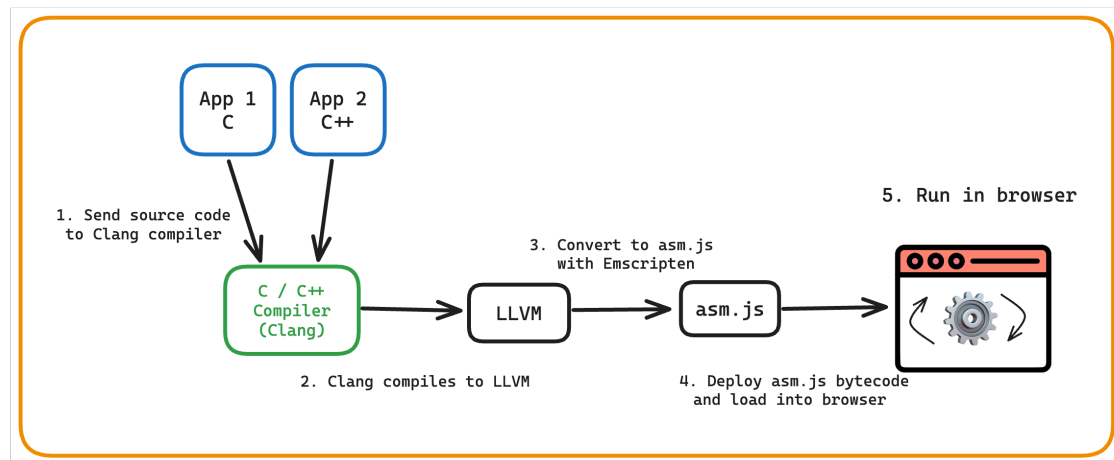 App 1
C
App 2
C++
1. Send source code
to Clang compiler
C / C++
Compiler
(Clang)
2. Clang compiles to LLVM
LLVM
3. Convert to asm.js
with Emscripten
asm.js
4. Deploy asm.js bytecode
and load into browser
5. Run in browser